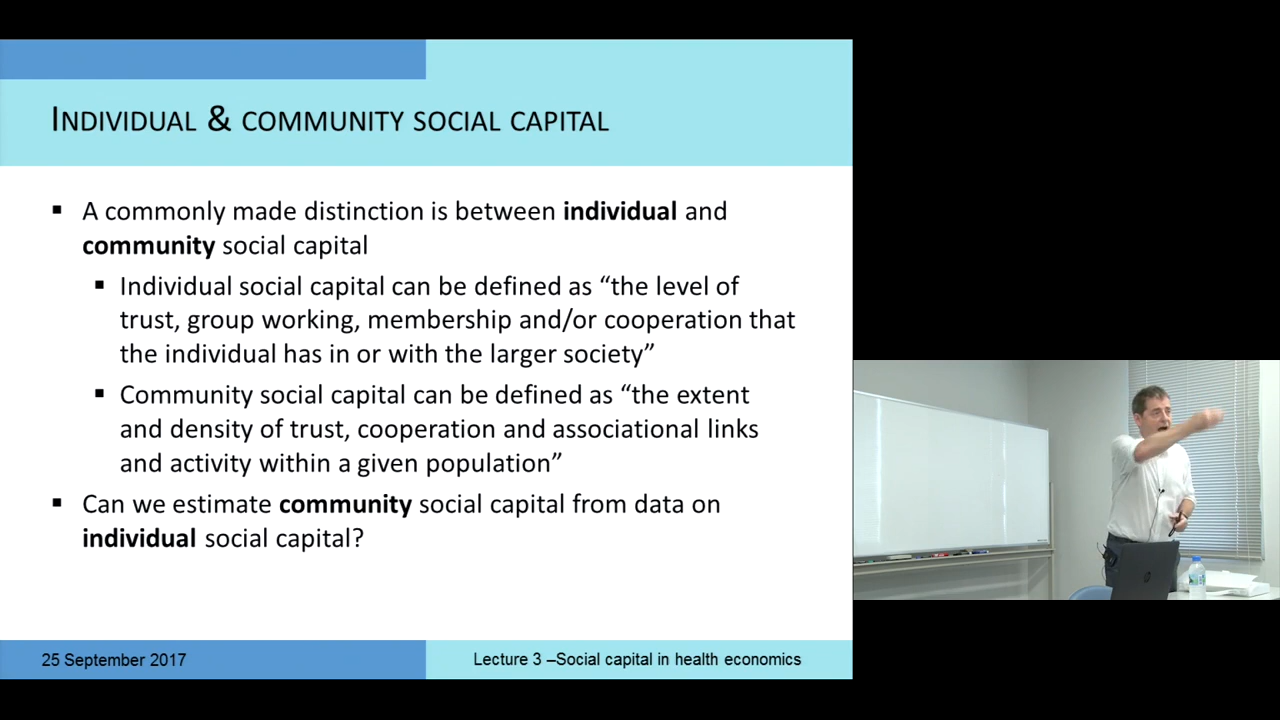 INDIVIDUAL & COMMUNITY SOCIAL CAPITAL
▪ A commonly made distinction is between individual and
community social capital
▪ Individual social capital can be defined as “the level of
trust, group working, membership and/or cooperation that
the individual has in or with the larger society”
▪ Community social capital can be defined as “the extent
and density of trust, cooperation and associational links
and activity within a given population”
▪ Can we estimate community social capital from data on
individual social capital?
25 September 2017
Lecture 3 –Social capital in health economics